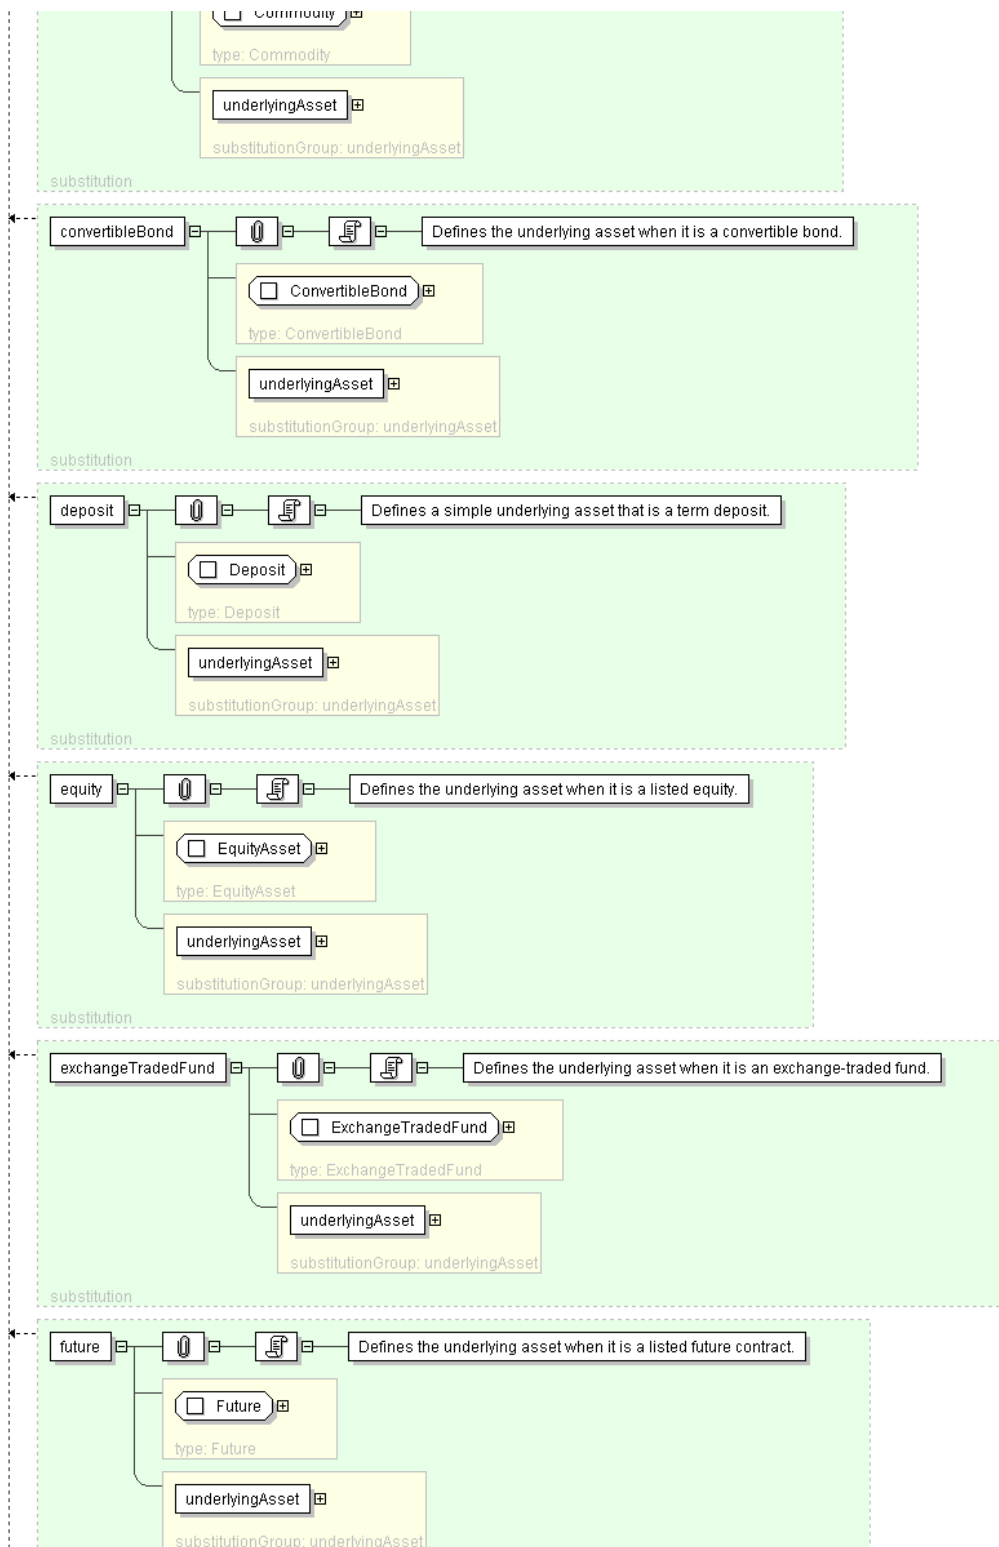 Commodity
type: Commodity
underlyingAsset
substitutionGroup: underlyingAsset
substitution
convertibleBond Defines the underlying asset when it is a convertible bond.
ConvertibleBond
type: ConvertibleBond
underlyingAsset
substitutionGroup: underlyingAsset
substitution
deposit Defines a simple underlying asset that is a term deposit.
Deposit
type: Deposit
underlyingAsset
substitutionGroup: underlyingAsset
substitution
equity Defines the underlying asset when it is a listed equity.
EquityAsset
type: EquityAsset
underlyingAsset
substitutionGroup: underlyingAsset
substitution
exchangeTradedFund Defines the underlying asset when it is an exchange-traded fund.
ExchangeTradedFund
type: ExchangeTradedFund
underlyingAsset
substitutionGroup: underlyingAsset
substitution
future Defines the underlying asset when it is a listed future contract.
Future
type: Future
underlyingAsset
substitutionGroup: underlyingAsset